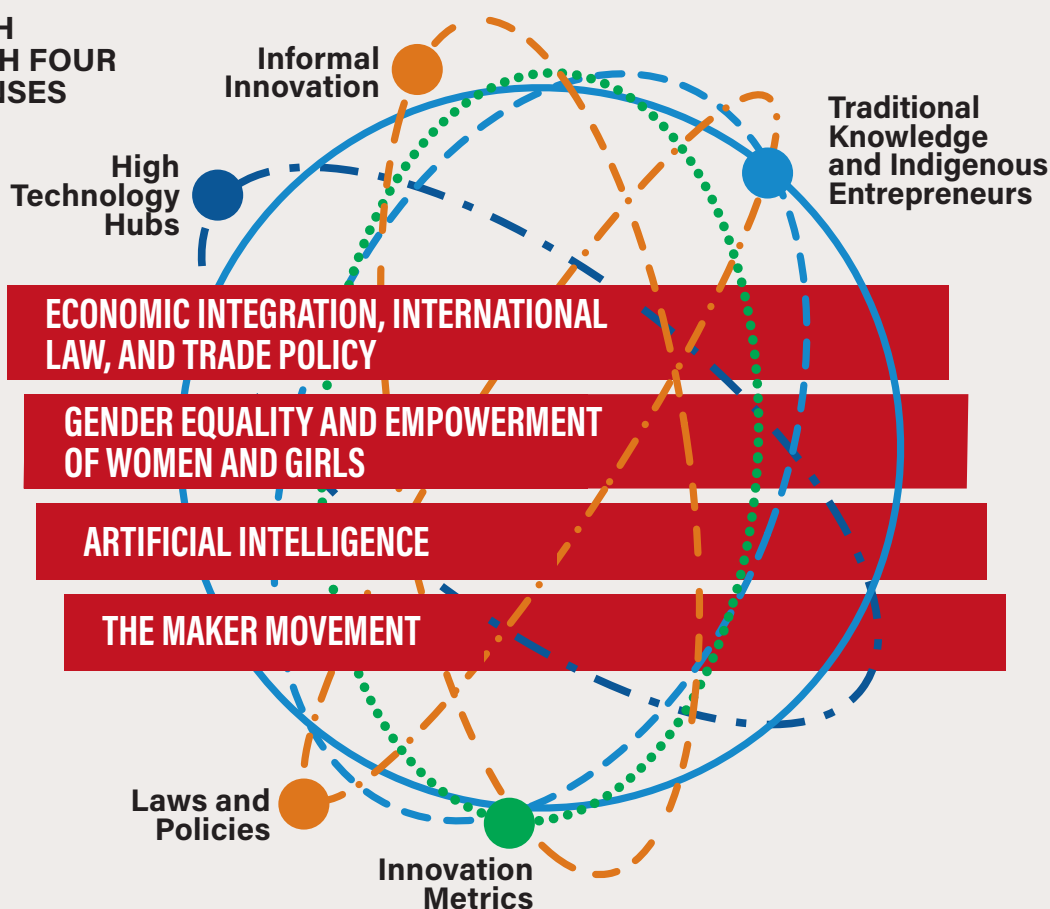 H FOUR
Informal
Innovation
Traditional
Knowledge
and Indigenous
Entrepreneurs
High
Technology
Hubs
ECONOMIC INTEGRATION, INTERNATIONAL
LAW, AND TRADE POLICY
GENDER EQUALITY AND EMPOWERMENT
OF WOMEN AND GIRLS
ARTIFICIAL INTELLIGENCE
THE MAKER MOVEMENT
Laws and
Policies
Innovation
Metrics